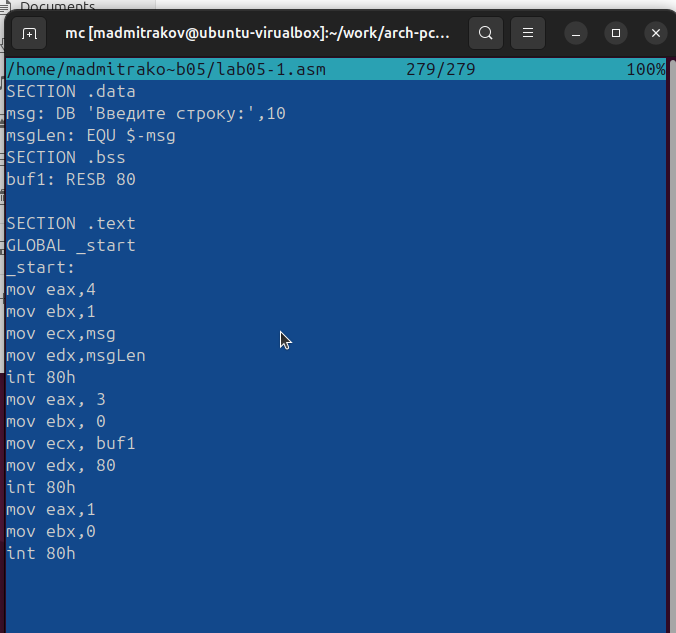 Documents
mc [madmitrakov@ubuntu-virualbox]:~/work/arch-pc…
/home/madmitrako~b05/lab05-1.asm 279/279 100%
SECTION .data
msg: DB 'Введите строку:',10
msgLen: EQU $-msg
SECTION .bss
buf1: RESB 80
SECTION .text
GLOBAL _start
_start:
mov eax,4
mov ebx,1
mov ecx,msg
mov edx,msgLen
int 80h
mov eax, 3
mov ebx, 0
mov ecx, buf1
mov edx, 80
int 80h
mov eax,1
mov ebx,0
int 80h